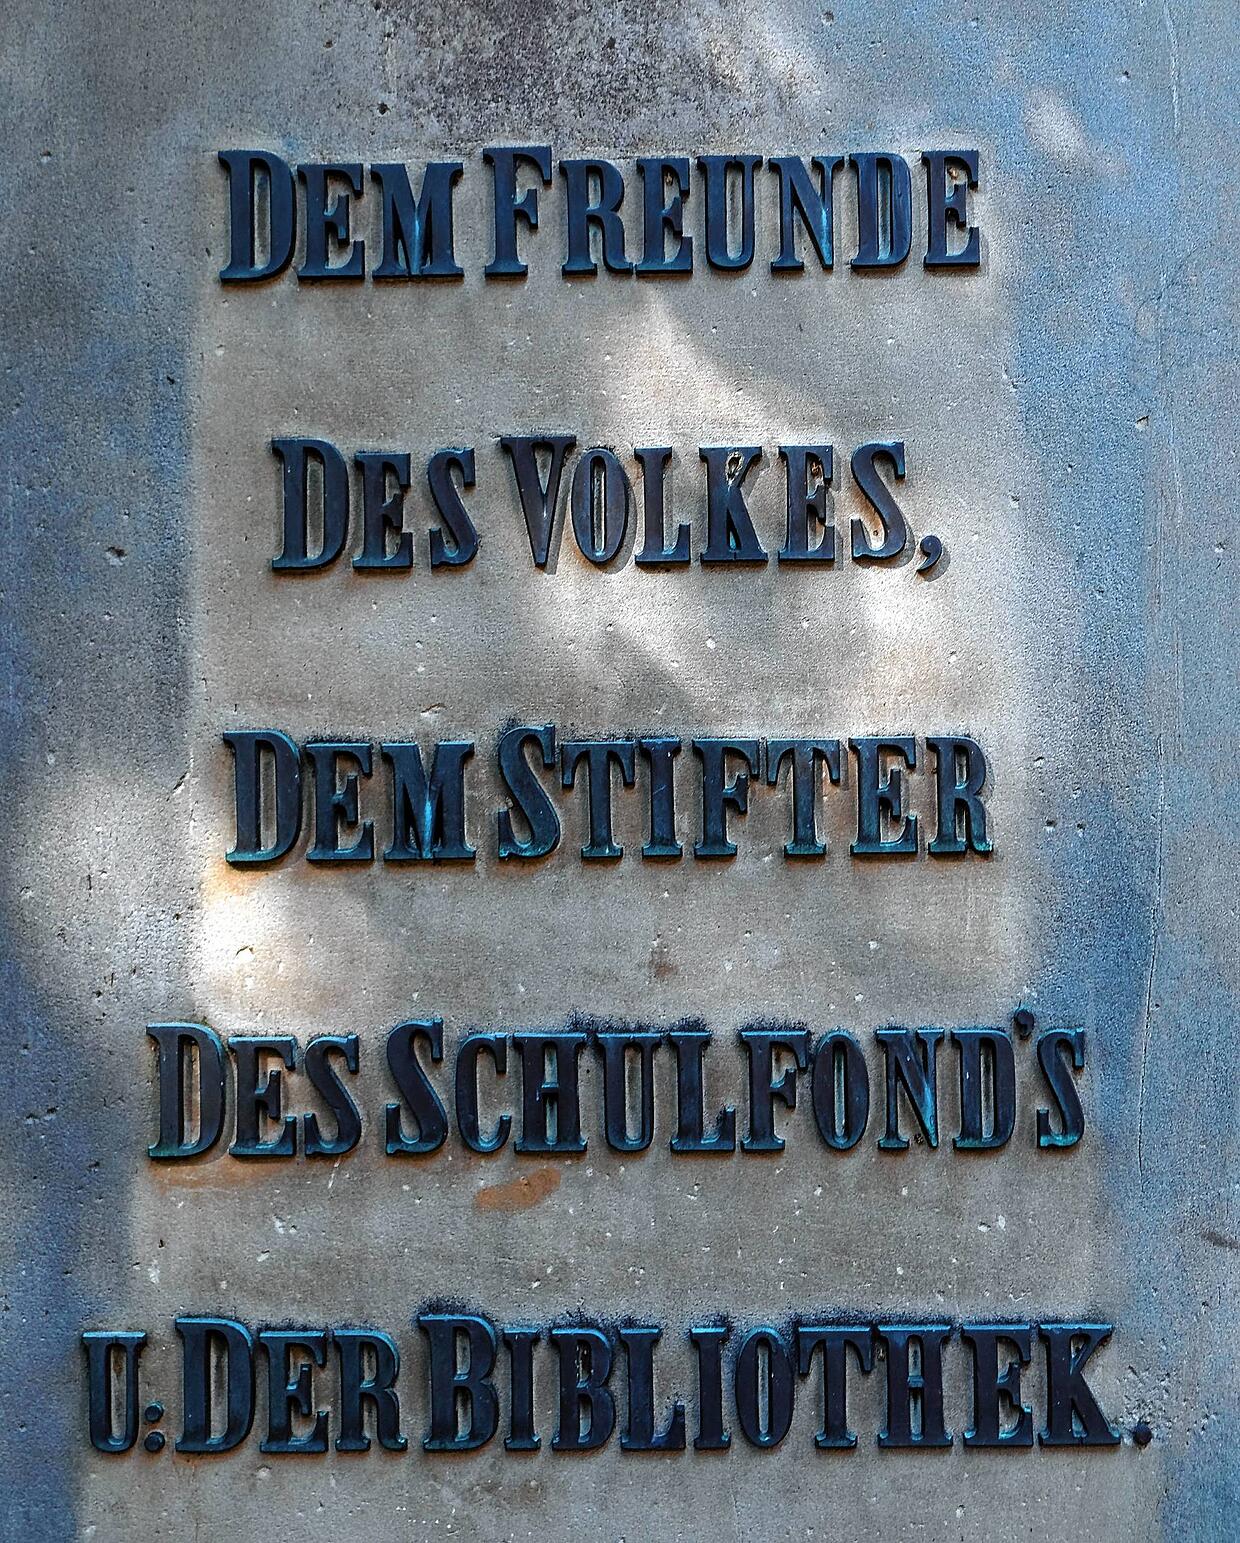 DEM FREUNDE
DES VOLKES,
DEM STIFTER
DES SCHULFOND'S
U: DER BIBLIOTHEK.